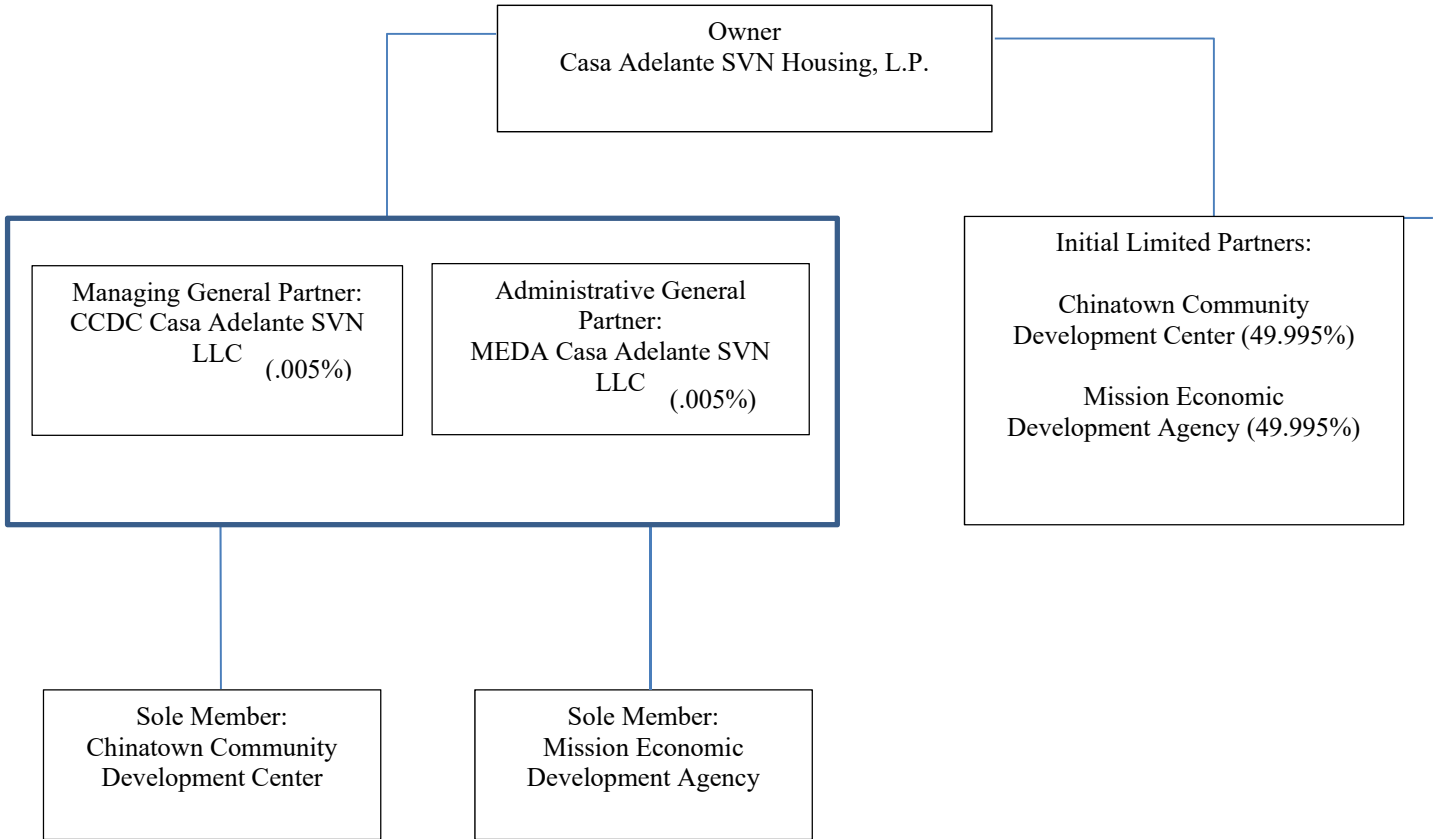 Owner
Casa Adelante SVN Housing, L.P.
Managing General Partner:
CCDC Casa Adelante SVN
LLC
(.005%)
Administrative General
Partner:
MEDA Casa Adelante SVN
LLC
(.005%)
Initial Limited Partners:
Chinatown Community
Development Center (49.995%)
Mission Economic
Development Agency (49.995%)
Sole Member:
Chinatown Community
Development Center
Sole Member:
Mission Economic
Development Agency